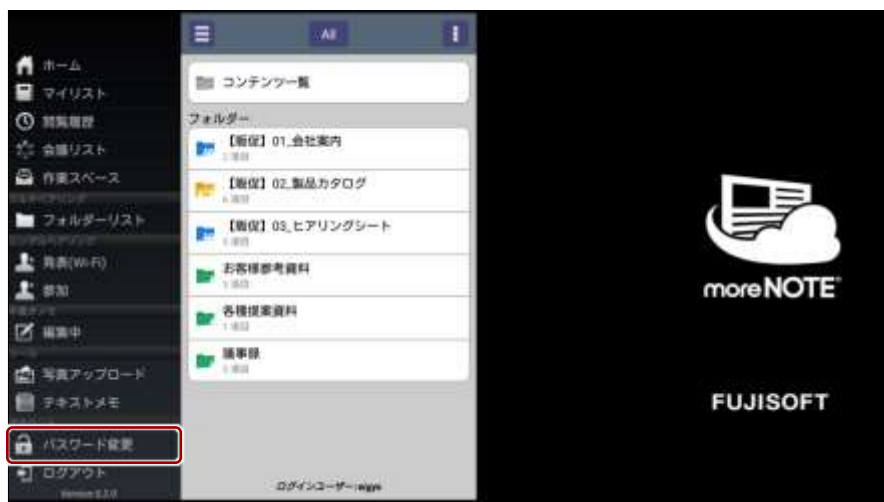 All
ホーム
マイリスト
閲覧履歴
会議リスト
作業スペース
フォルダーリスト
発表(Wi-Fi)
参加
編集中
写真アップロード
テキストメモ
パスワード変更
ログアウト
コンテンツ一覧
フォルダー
【販促】01_会社案内
【販促】02_製品カタログ
【販促】03_ヒアリングシート
お客様参考資料
各種提案資料
議事録
ログインユーザー:eigyo
moreNOTE
FUJISOFT